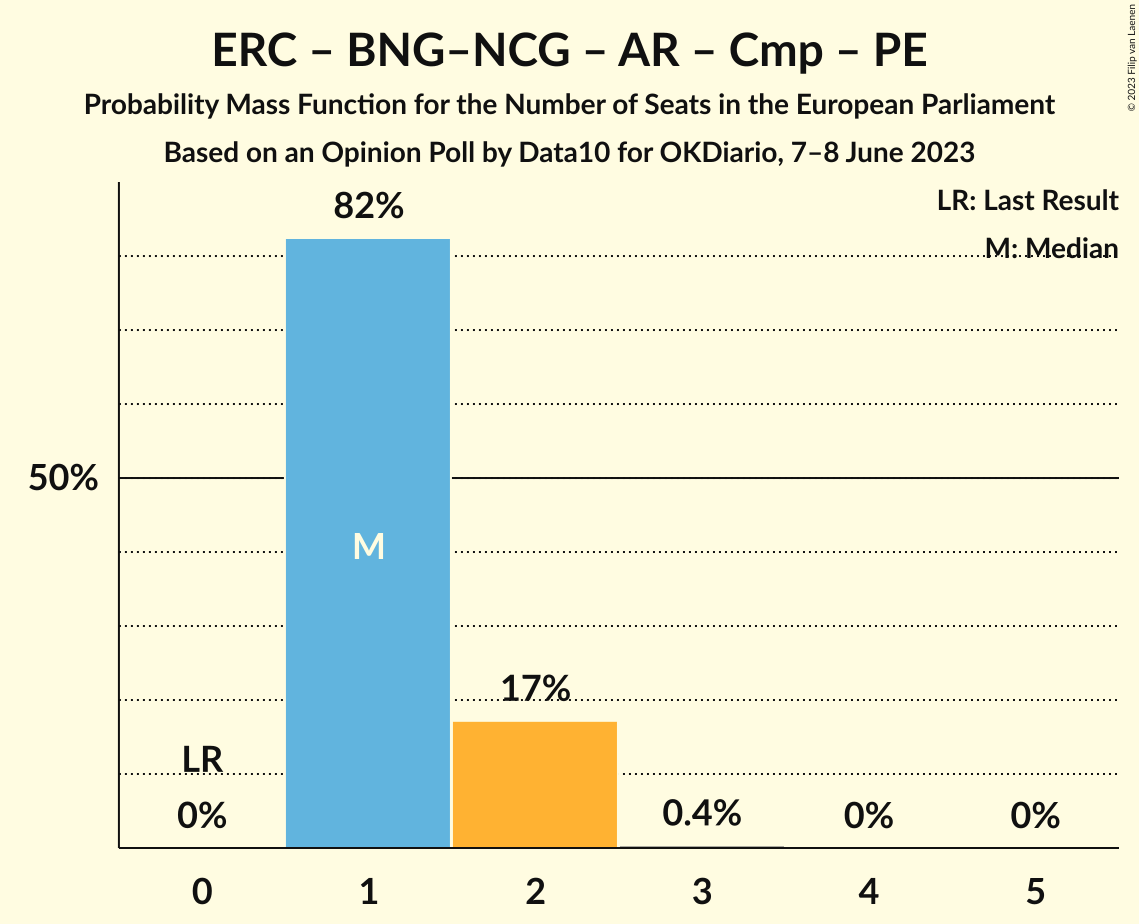 ERC – BNG–NCG – AR – Cmp – PE
Probability Mass Function for the Number of Seats in the European Parliament
Based on an Opinion Poll by Data10 for OKDiario, 7–8 June 2023
© 2023 Filip van Laenen
LR: Last Result
M: Median
82%
50%
M
17%
LR
0%
0.4%
0%
0%
0 1 2 3 4 5